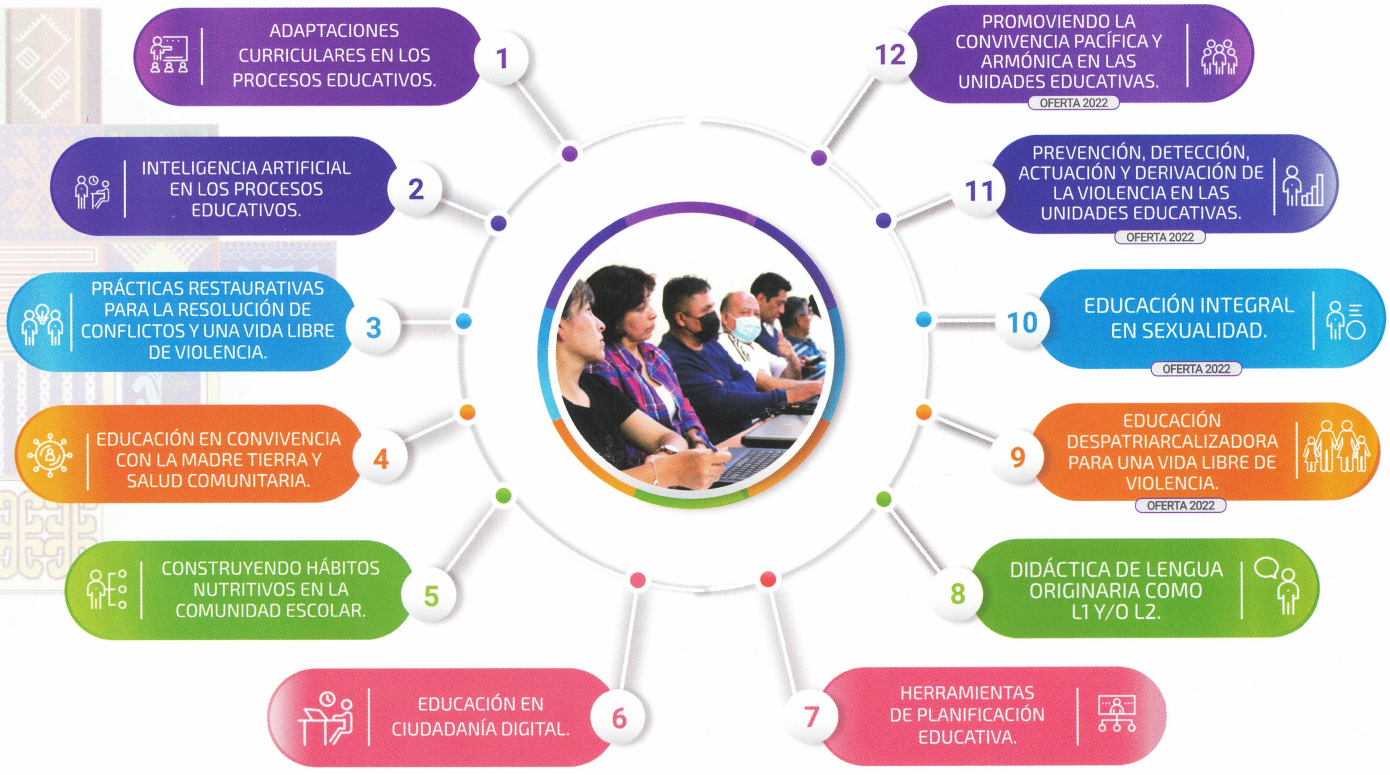 1
ADAPTACIONES
CURRICULARES EN LOS
PROCESOS EDUCATIVOS.
2
INTELIGENCIA ARTIFICIAL
EN LOS PROCESOS
EDUCATIVOS.
3
PRÁCTICAS RESTAURATIVAS
PARA LA RESOLUCIÓN DE
CONFLICTOS Y UNA VIDA LIBRE
DE VIOLENCIA.
4
EDUCACIÓN EN CONVIVENCIA
CON LA MADRE TIERRA Y
SALUD COMUNITARIA.
5
CONSTRUYENDO HÁBITOS
NUTRITIVOS EN LA
COMUNIDAD ESCOLAR.
6
EDUCACIÓN EN
CIUDADANÍA DIGITAL.
7
HERRAMIENTAS
DE PLANIFICACIÓN
EDUCATIVA.
8
DIDÁCTICA DE LENGUA
ORIGINARIA COMO
L1 Y/O L2.
9
EDUCACIÓN
DESPATRIARCALIZADORA
PARA UNA VIDA LIBRE DE
VIOLENCIA.
OFERTA 2022
10
EDUCACIÓN INTEGRAL
EN SEXUALIDAD.
OFERTA 2022
11
PREVENCIÓN, DETECCIÓN,
ACTUACIÓN Y DERIVACIÓN DE
LA VIOLENCIA EN LAS
UNIDADES EDUCATIVAS.
OFERTA 2022
12
PROMOVIENDO LA
CONVIVENCIA PACÍFICA Y
ARMÓNICA EN LAS
UNIDADES EDUCATIVAS.
OFERTA 2022